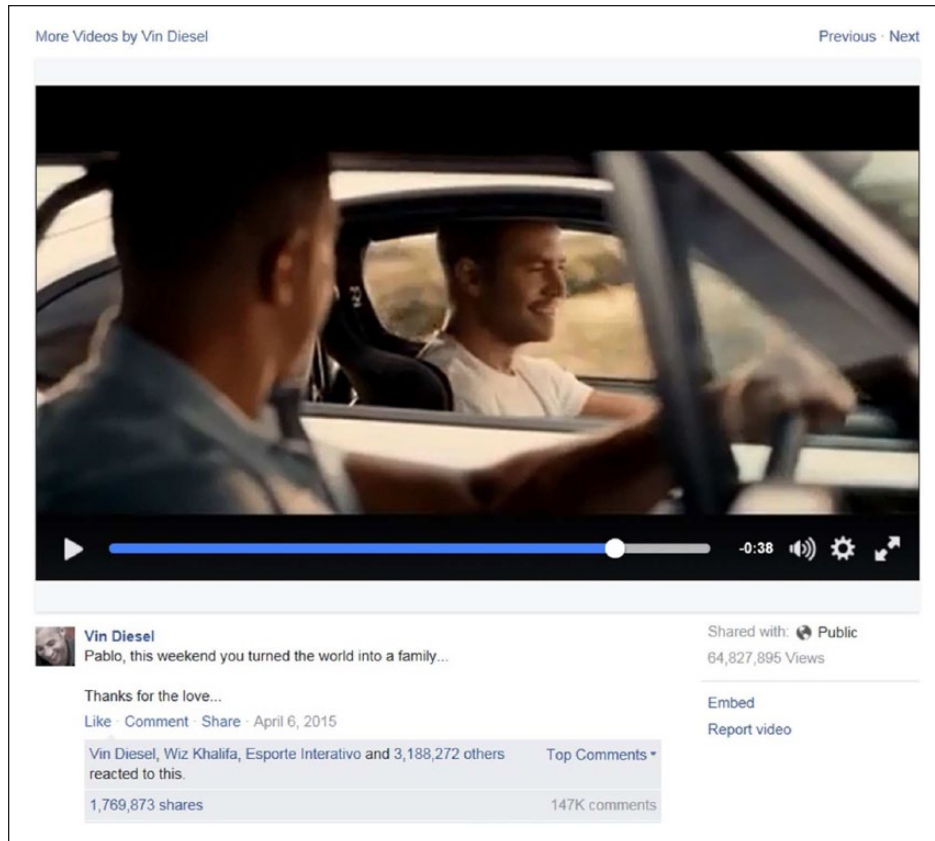 More Videos by Vin Diesel
Previous · Next
-0:38
Vin Diesel
Pablo, this weekend you turned the world into a family...
Thanks for the love...
Like · Comment · Share · April 6, 2015
Vin Diesel, Wiz Khalifa, Esporte Interativo and 3,188,272 others
reacted to this.
Top Comments
1,769,873 shares
147K comments
Shared with: Public
64,827,895 Views
Embed
Report video